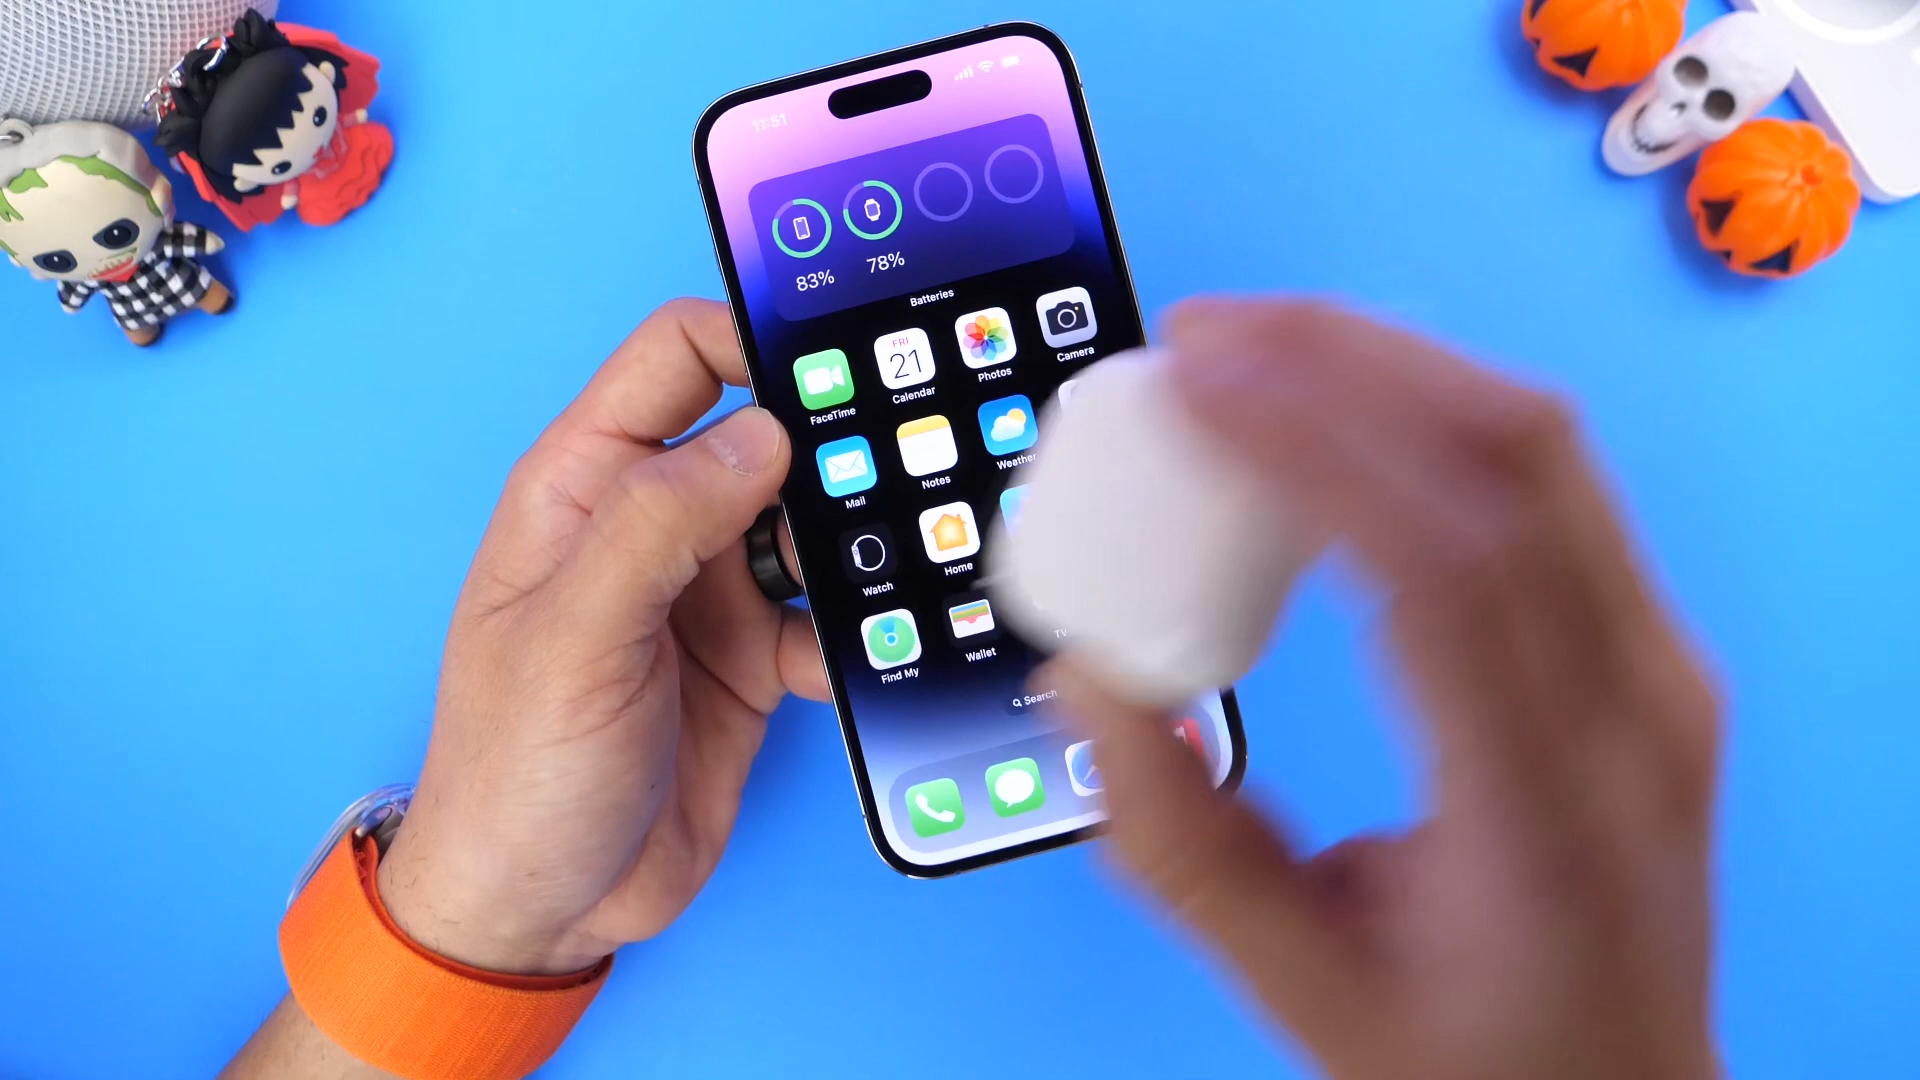 11:51
83%
78%
Batteries
FaceTime
FRI
21
Calendar
Photos
Camera
Mail
Notes
Weather
Watch
Home
TV
Find My
Wallet
Search